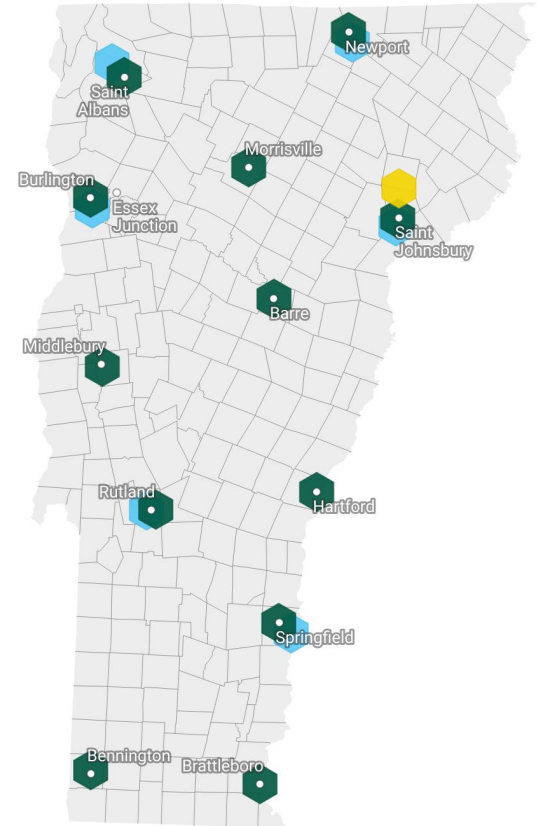 Newport
Saint
Albans
Morrisville
Burlington
Essex
Junction
Saint
Johnsbury
Barre
Middlebury
Rutland
Hartford
Springfield
Bennington
Brattleboro